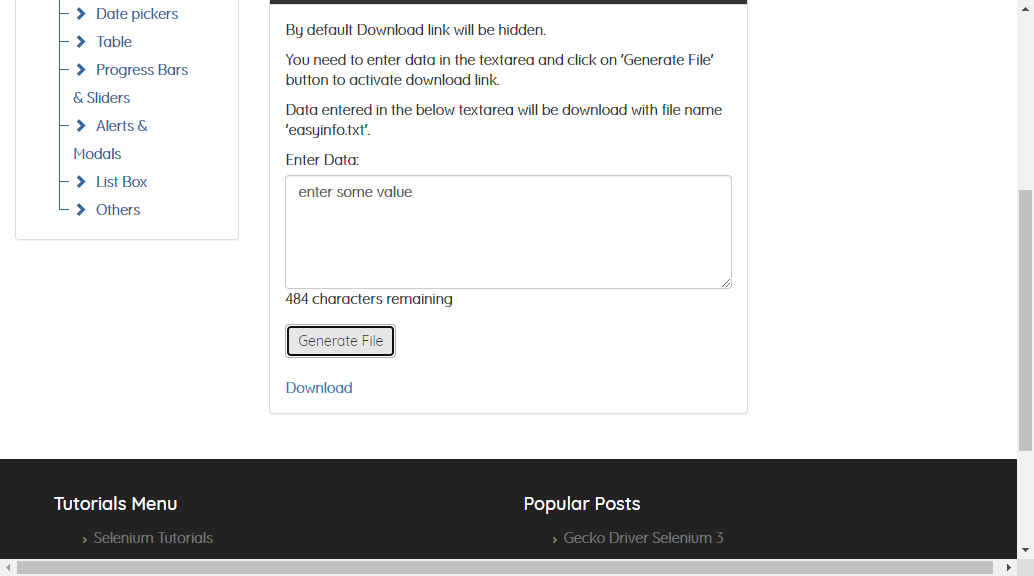 Date pickers
Table
Progress Bars
& Sliders
Alerts &
Modals
List Box
Others
By default Download link will be hidden.
You need to enter data in the textarea and click on 'Generate File'
button to activate download link.
Data entered in the below textarea will be download with file name
'easyinfo.txt'.
Enter Data:
enter some value
484 characters remaining
Generate File
Download
Tutorials Menu
Selenium Tutorials
Popular Posts
Gecko Driver Selenium 3